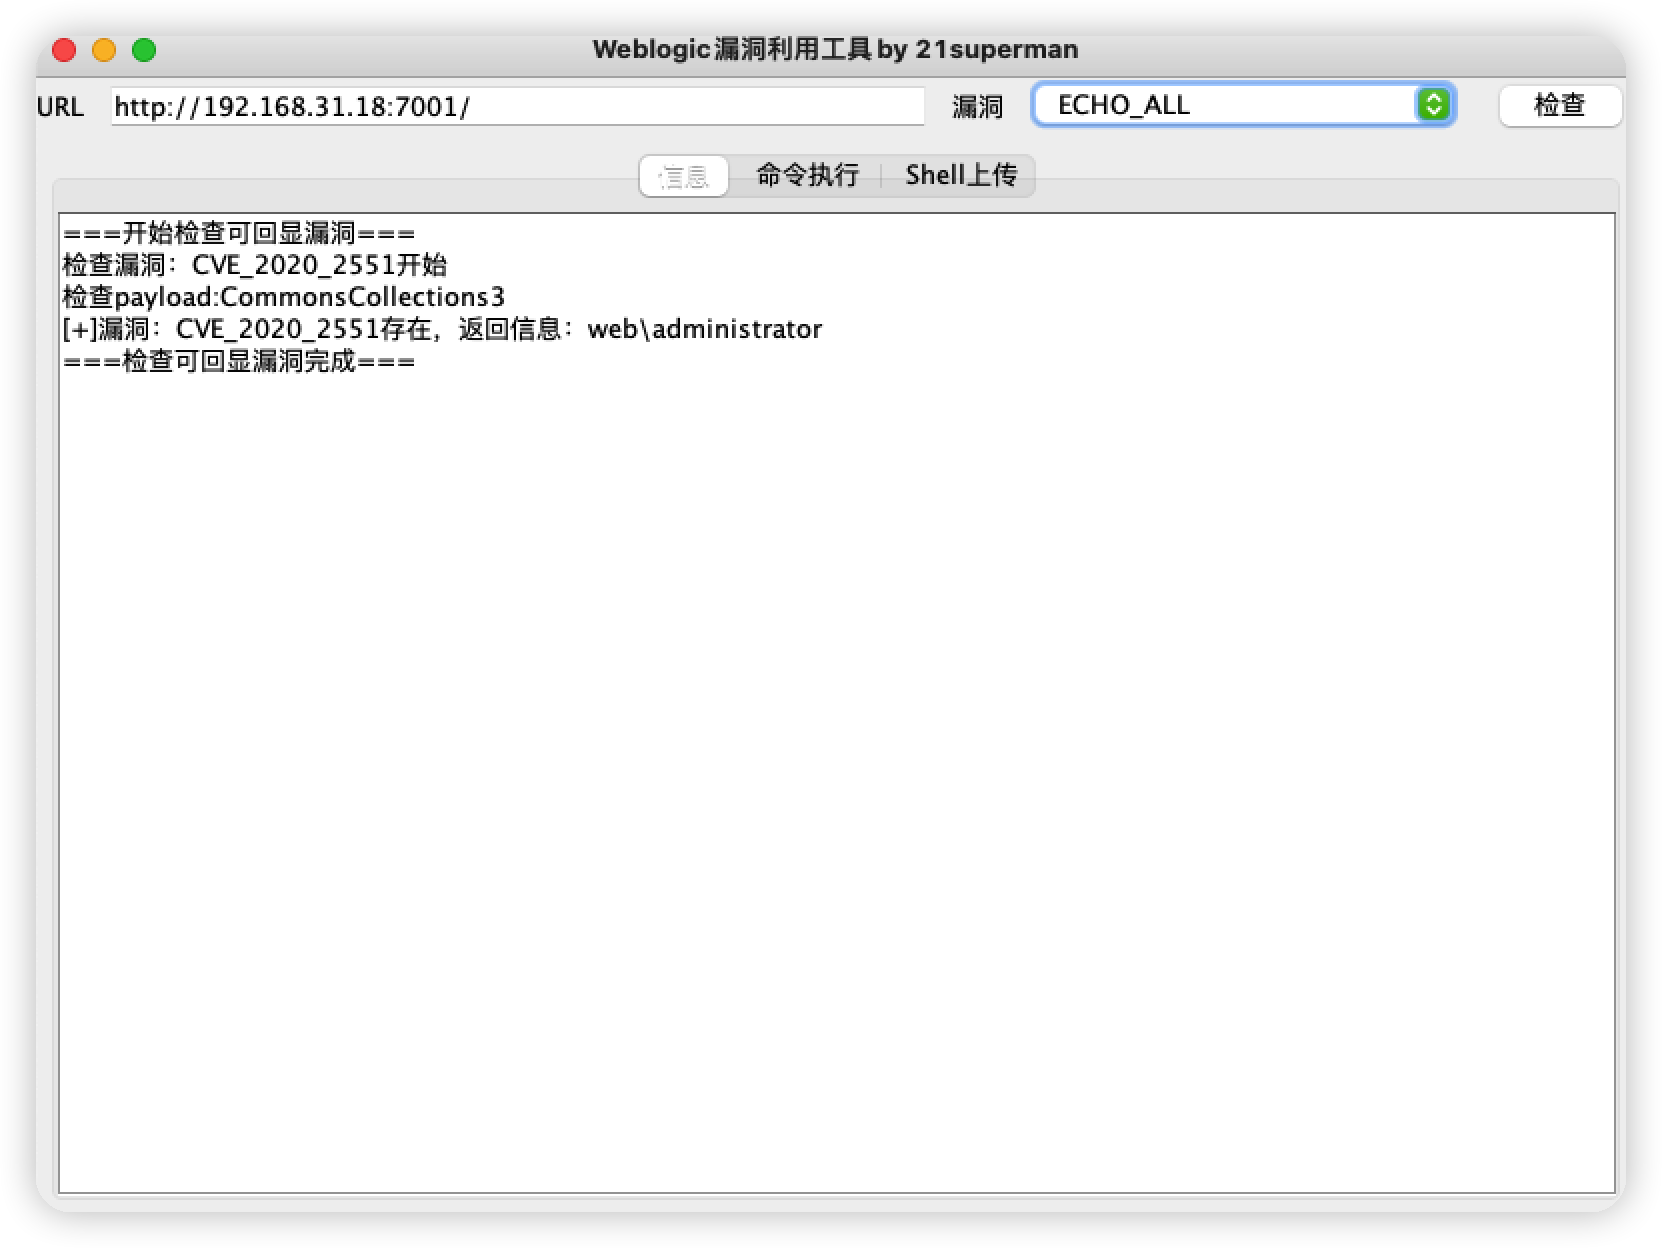 Weblogic漏洞利用工具by 21superman
URL http://192.168.31.18:7001/ 漏洞 ECHO_ALL 检查
信息 命令执行 Shell上传
===开始检查可回显漏洞===
检查漏洞：CVE_2020_2551开始
检查payload:CommonsCollections3
[+]漏洞：CVE_2020_2551存在，返回信息：web\administrator
===检查可回显漏洞完成===